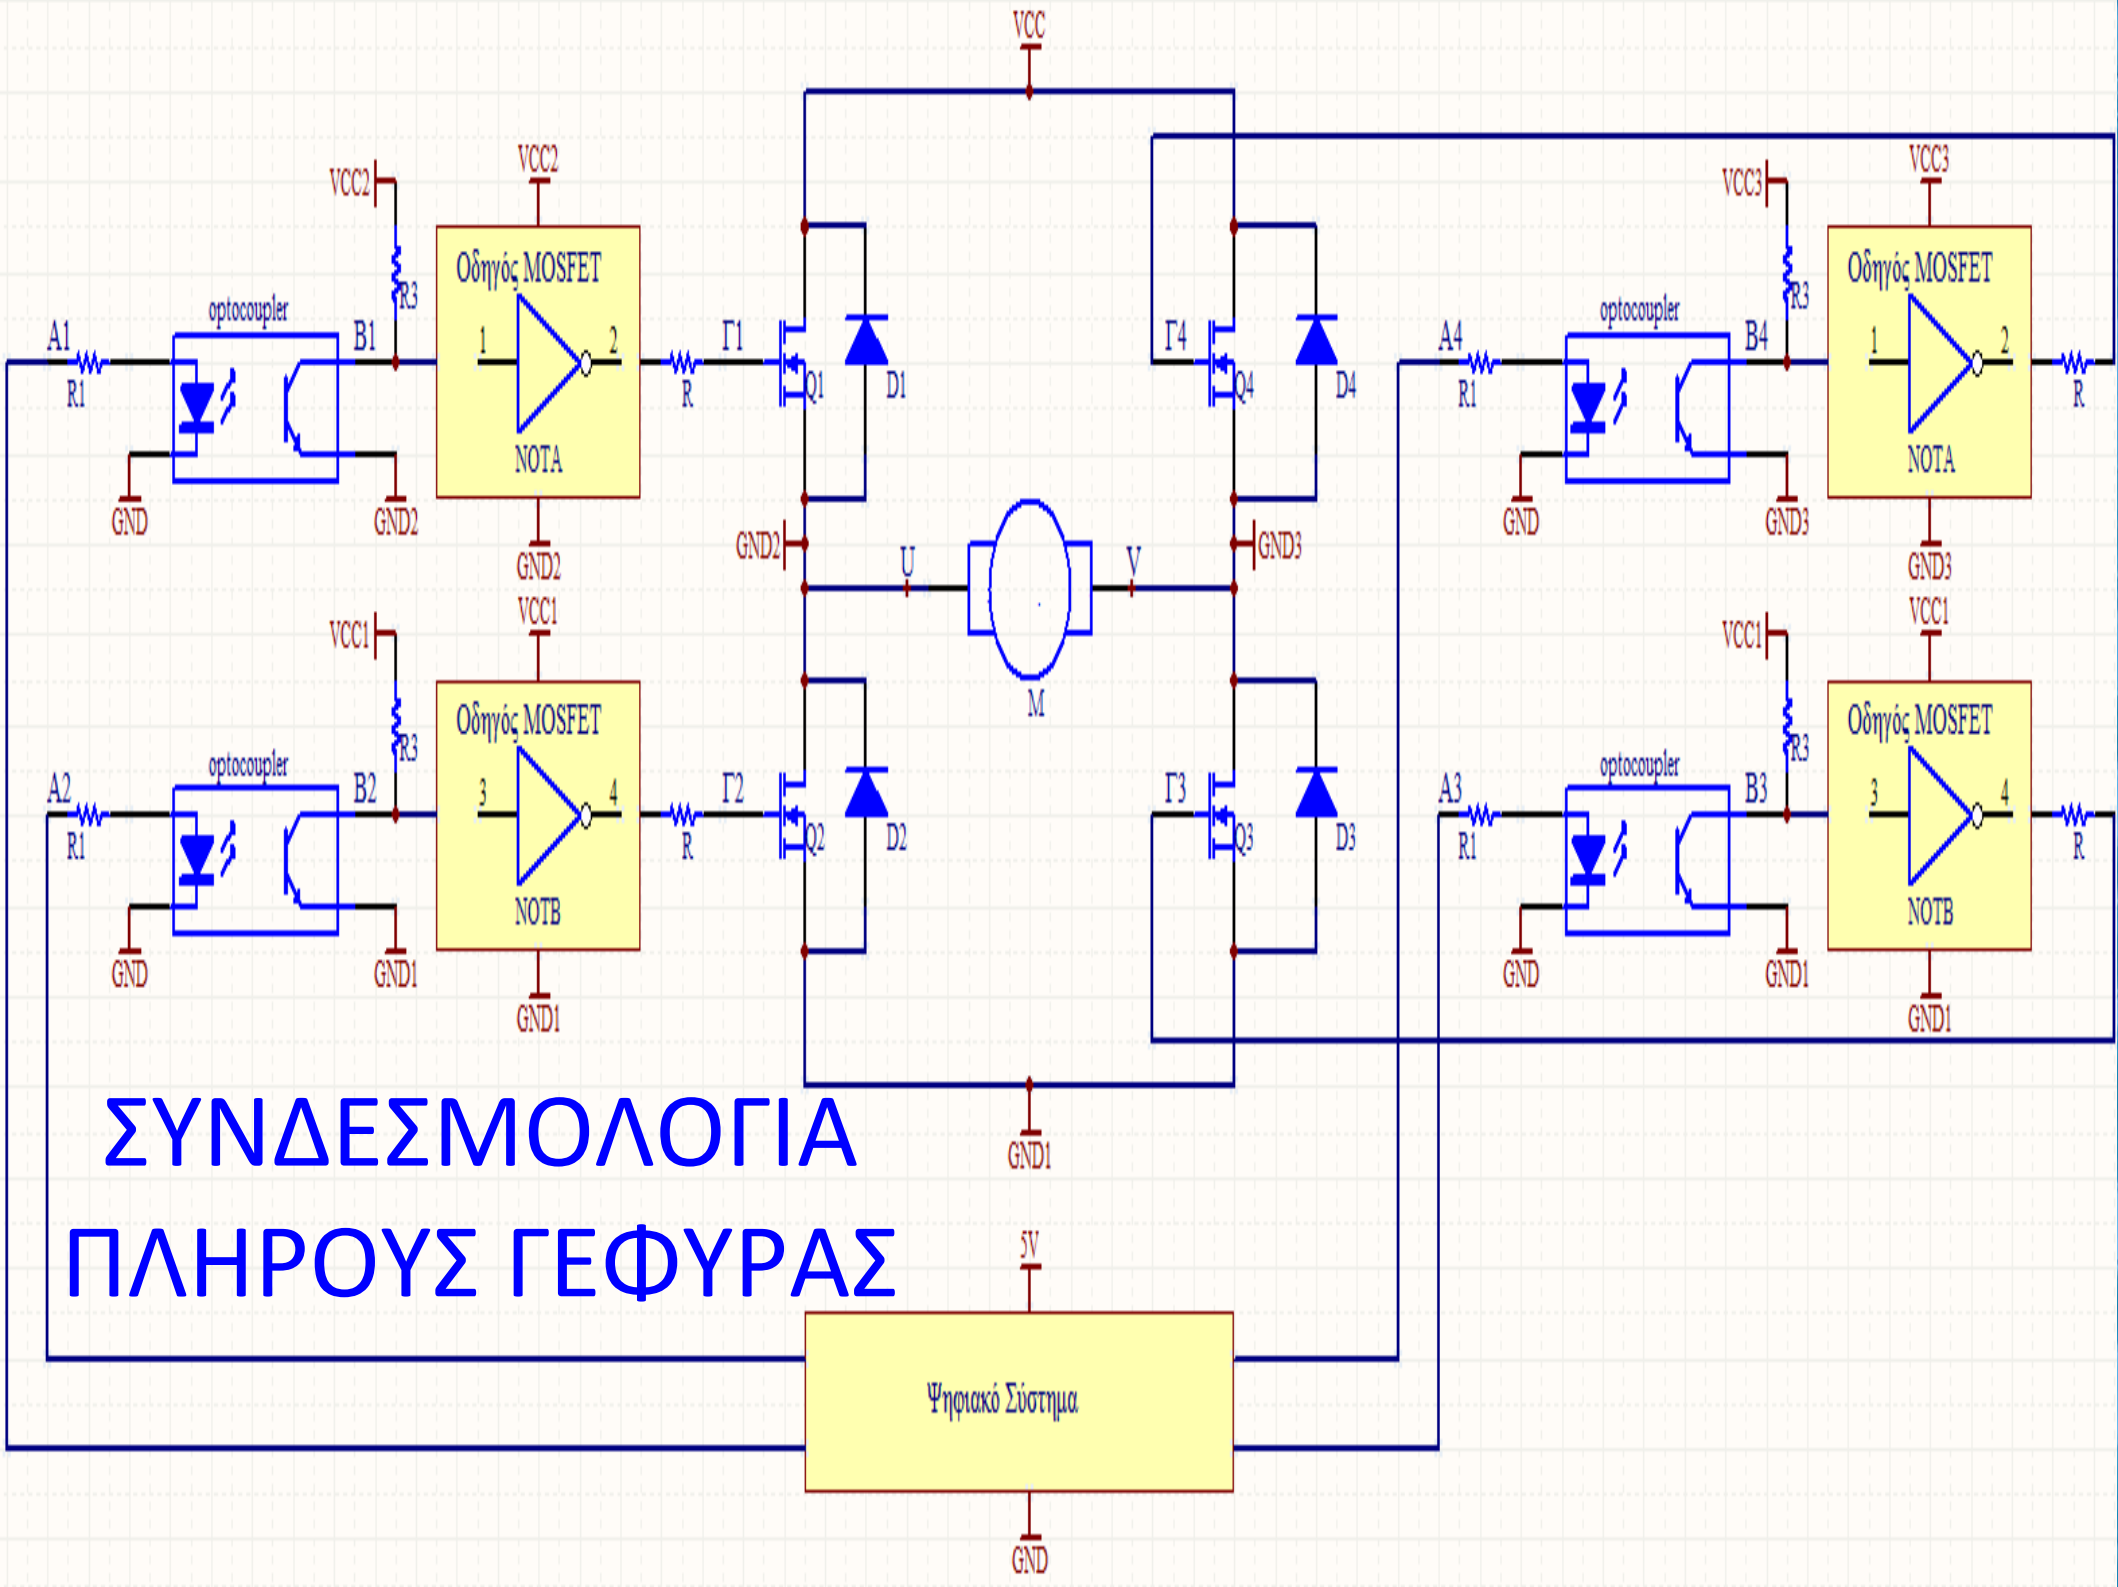 VCC
VCC2
VCC2
Οδηγός MOSFET
R3
optocoupler
A1
B1
1
2
Γ1
R1
R
Q1
D1
NOTA
GND
GND2
GND2
GND2
VCC3
VCC3
Οδηγός MOSFET
R3
optocoupler
Γ4
A4
B4
1
2
Q4
D4
R1
R
NOTA
GND
GND3
GND3
GND3
U
V
M
VCC1
VCC1
Οδηγός MOSFET
R3
optocoupler
A2
B2
3
4
Γ2
R1
R
Q2
D2
NOTB
GND
GND1
GND1
VCC1
VCC1
Οδηγός MOSFET
R3
optocoupler
Γ3
A3
B3
3
4
Q3
D3
R1
R
NOTB
GND
GND1
GND1
GND1
ΣΥΝΔΕΣΜΟΛΟΓΙΑ
ΠΛΗΡΟΥΣ ΓΕΦΥΡΑΣ
5V
Ψηφιακό Σύστημα
GND